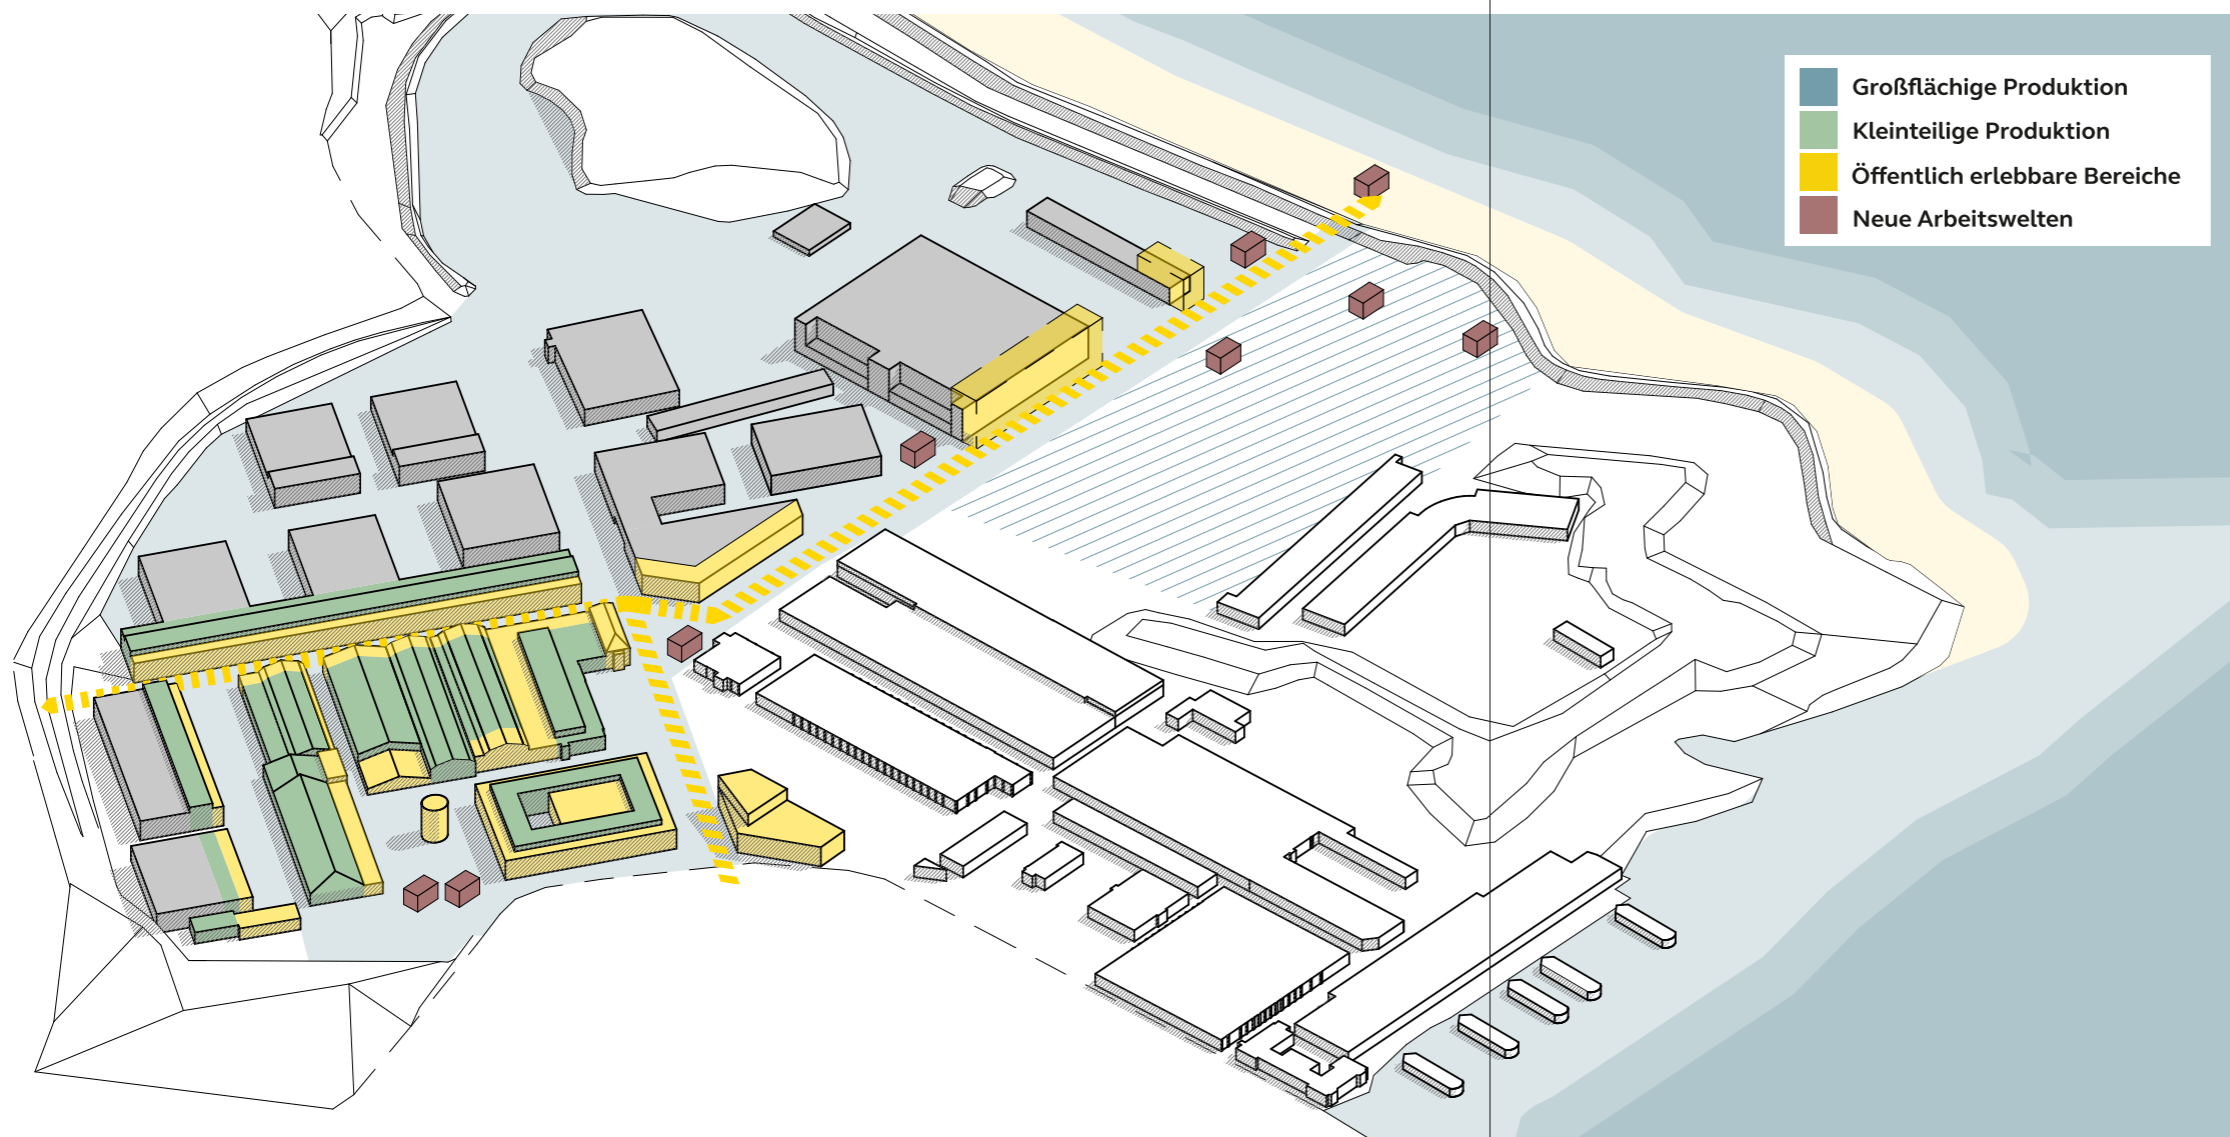 Großflächige Produktion
Kleinteilige Produktion
Öffentlich erlebbare Bereiche
Neue Arbeitswelten